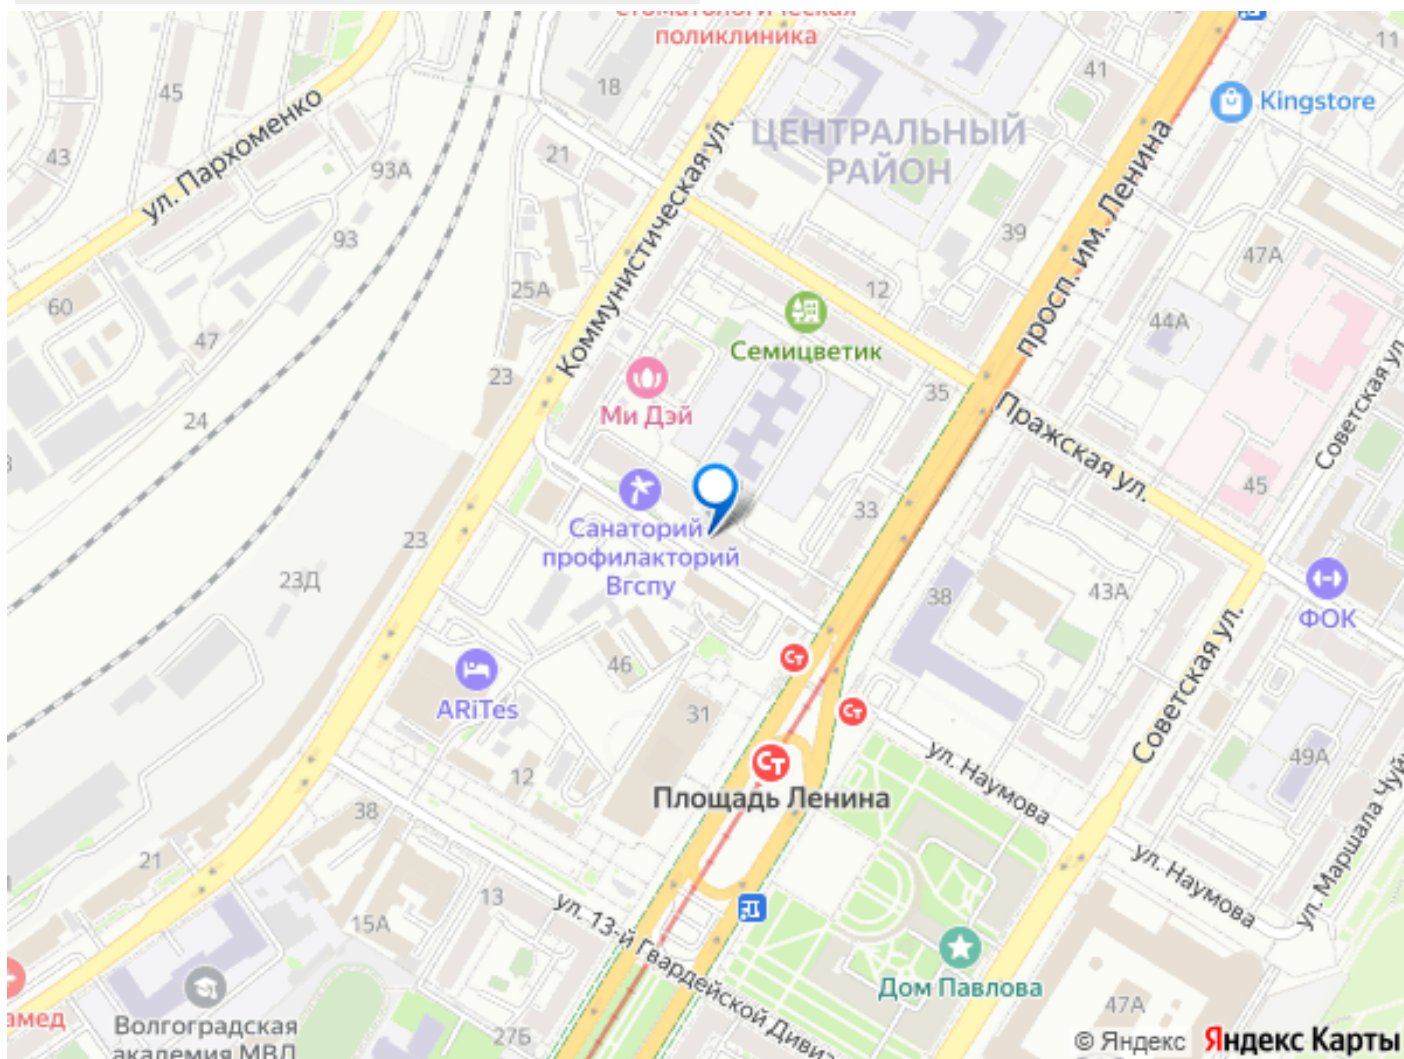 стоматологическая
поликлиника
11
41
18
45
Kingstore
ул. Пархоменко
Коммунистическая ул.
ЦЕНТРАЛЬНЫЙ
РАЙОН
просп. им. Ленина
43
93А
21
93
39
47А
25А
12
60
44А
47
Семицветик
23
35
Ми Дэй
24
Пражская ул.
Советская ул.
45
33
Санаторий
профилакторий
Вгспу
23
23Д
38
43А
ФОК
46
ARiTes
31
Советская ул.
49А
12
Площадь Ленина
ул. Наумова
38
21
13
ул. Наумова
15А
ул. 13-й Гвардейской Дивиз
ул. Маршала Чуй
Дом Павлова
47А
амед
Волгоградская
академия МВД
27Б
© Яндекс Яндекс Карты